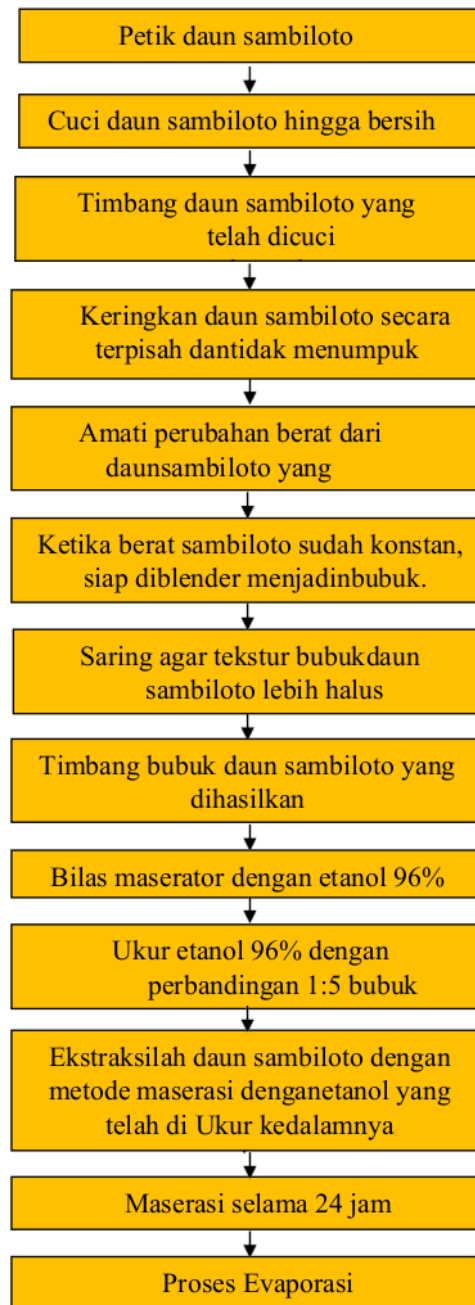 Petik daun sambiloto
Cuci daun sambiloto hingga bersih
Timbang daun sambiloto yang
telah dicuci
Keringkan daun sambiloto secara
terpisah dantidak menumpuk
Amati perubahan berat dari
daunsambiloto yang
Ketika berat sambiloto sudah konstan,
siap diblender menjadinbubuk.
Saring agar tekstur bubukdaun
sambiloto lebih halus
Timbang bubuk daun sambiloto yang
dihasilkan
Bilas maserator dengan etanol 96%
Ukur etanol 96% dengan
perbandingan 1:5 bubuk
Ekstraksilah daun sambiloto dengan
metode maserasi denganetanol yang
telah di Ukur kedalamnya
Maserasi selama 24 jam
Proses Evaporasi